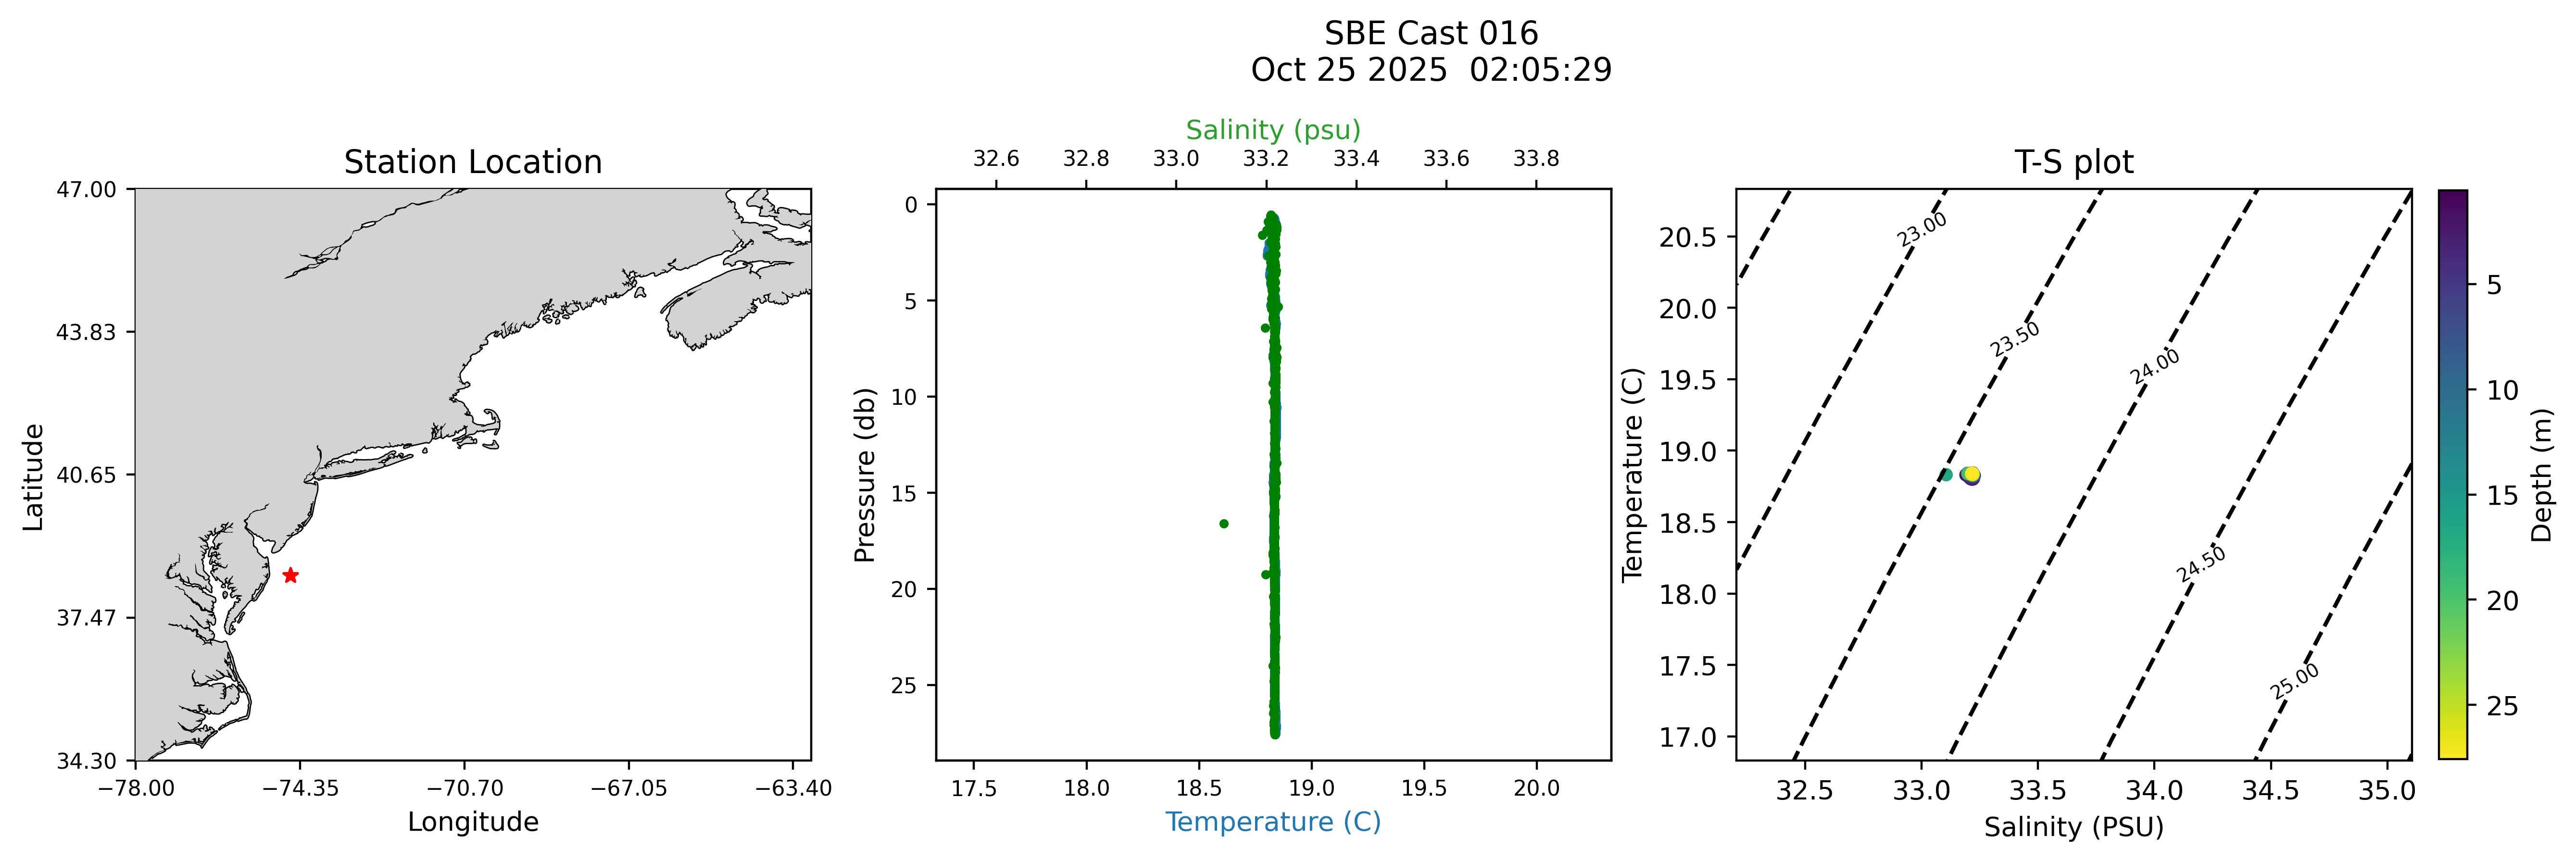 SBE Cast 016
Oct 25 2025  02:05:29
Station Location
47.00
43.83
40.65
37.47
34.30
Latitude
−78.00 −74.35 −70.70 −67.05 −63.40
Longitude
Salinity (psu)
32.6 32.8 33.0 33.2 33.4 33.6 33.8
0
5
10
15
20
25
Pressure (db)
17.5 18.0 18.5 19.0 19.5 20.0
Temperature (C)
T-S plot
20.5
20.0
19.5
19.0
18.5
18.0
17.5
17.0
Temperature (C)
23.00
23.50
24.00
24.50
25.00
32.5 33.0 33.5 34.0 34.5 35.0
Salinity (PSU)
5
10
15
20
25
Depth (m)